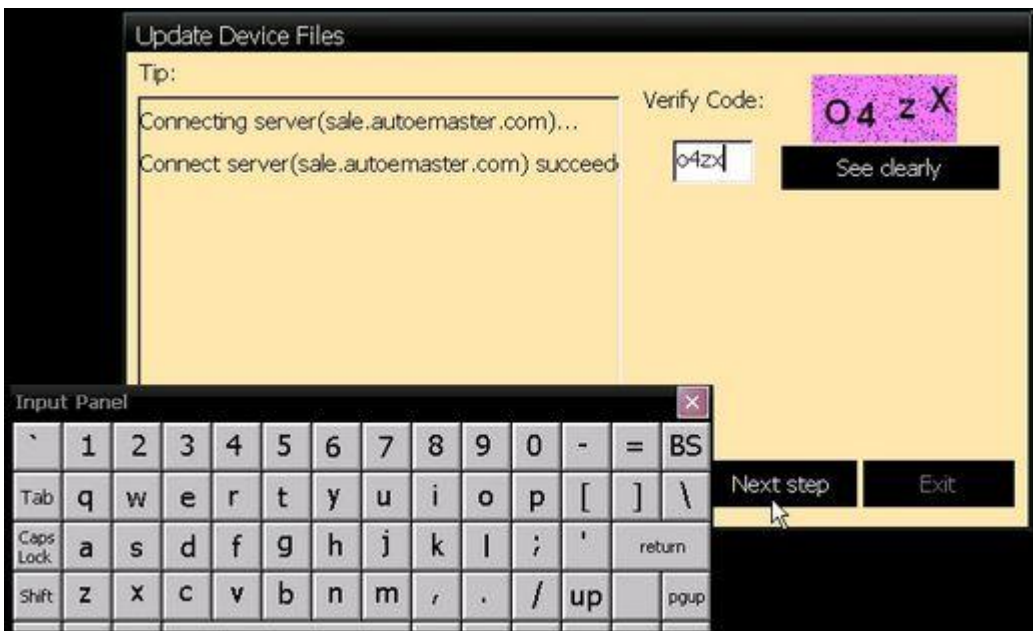 Update Device Files
Tip:
Connecting server(sale.autoemaster.com)...
Connect server(sale.autoemaster.com) succeed
Verify Code:
O4 z X
o4zx
See clearly
Next step
Exit
Input Panel
` 1 2 3 4 5 6 7 8 9 0 - = BS
Tab q w e r t y u i o p [ ] \
Caps Lock a s d f g h j k l ; ' return
Shift z x c v b n m , . / up pgup